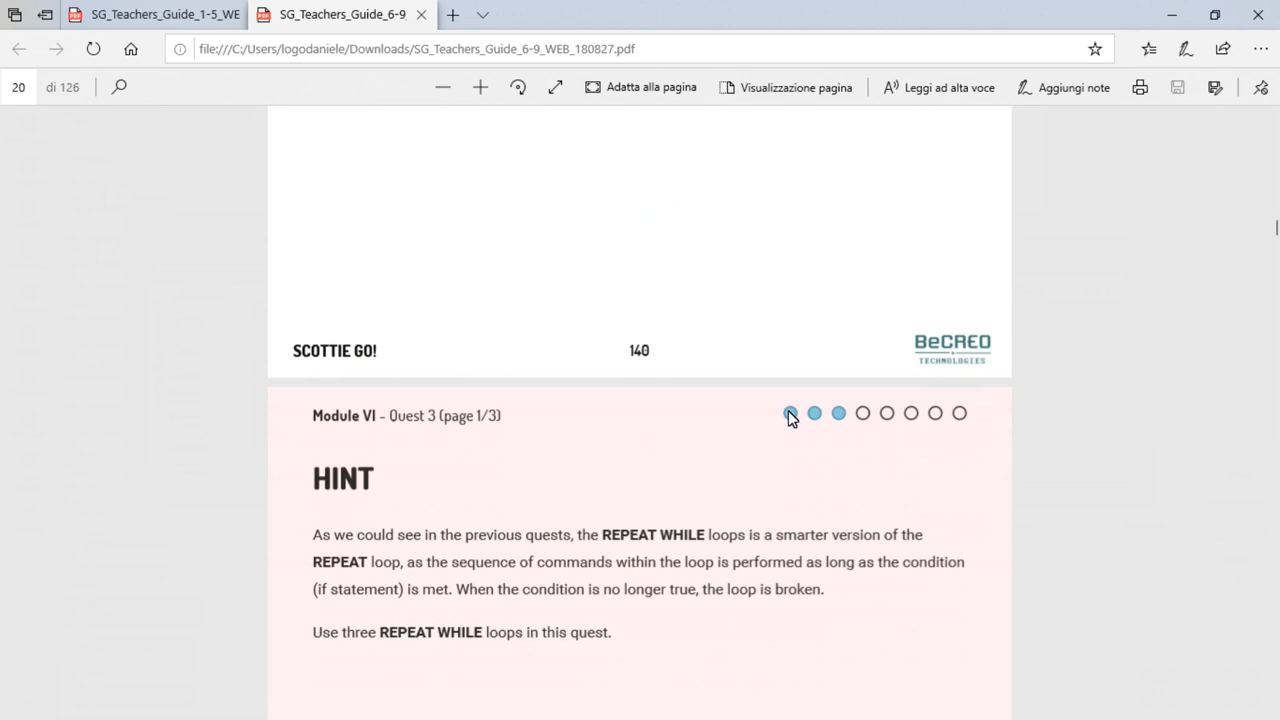 SG_Teachers_Guide_1-5_WE
SG_Teachers_Guide_6-9_
file:///C:/Users/logodaniele/Downloads/SG_Teachers_Guide_6-9_WEB_180827.pdf
20 di 126
Adatta alla pagina
Visualizzazione pagina
Leggi ad alta voce
Aggiungi note
SCOTTIE GO!
140
BeCREO
TECHNOLOGIES
Module VI - Quest 3 (page 1/3)
HINT
As we could see in the previous quests, the REPEAT WHILE loops is a smarter version of the
REPEAT loop, as the sequence of commands within the loop is performed as long as the condition
(if statement) is met. When the condition is no longer true, the loop is broken.
Use three REPEAT WHILE loops in this quest.